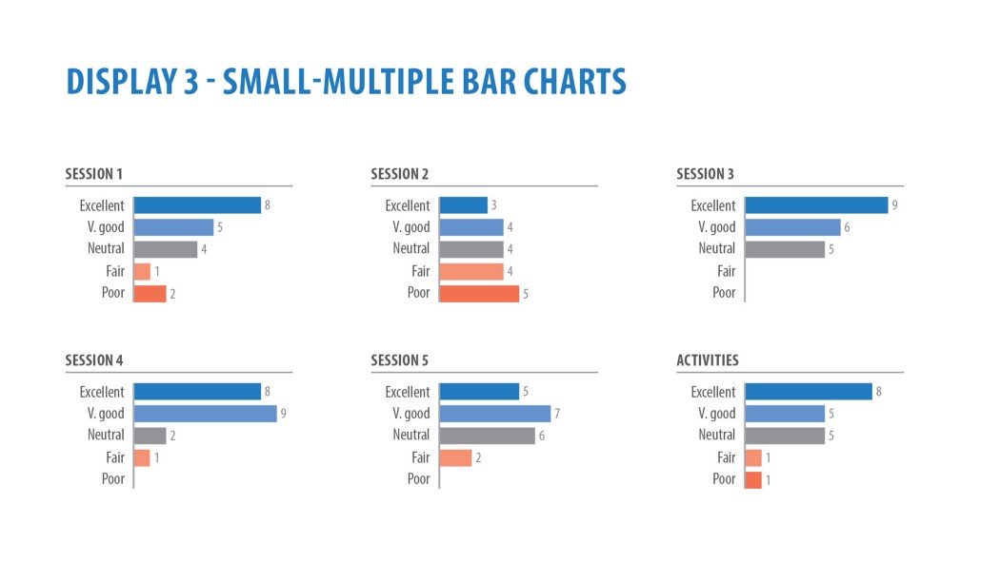 DISPLAY 3 - SMALL-MULTIPLE BAR CHARTS
SESSION 1
Excellent 8
V. good 5
Neutral 4
Fair 1
Poor 2
SESSION 2
Excellent 3
V. good 4
Neutral 4
Fair 4
Poor 5
SESSION 3
Excellent 9
V. good 6
Neutral 5
Fair
Poor
SESSION 4
Excellent 8
V. good 9
Neutral 2
Fair 1
Poor
SESSION 5
Excellent 5
V. good 7
Neutral 6
Fair 2
Poor
ACTIVITIES
Excellent 8
V. good 5
Neutral 5
Fair 1
Poor 1